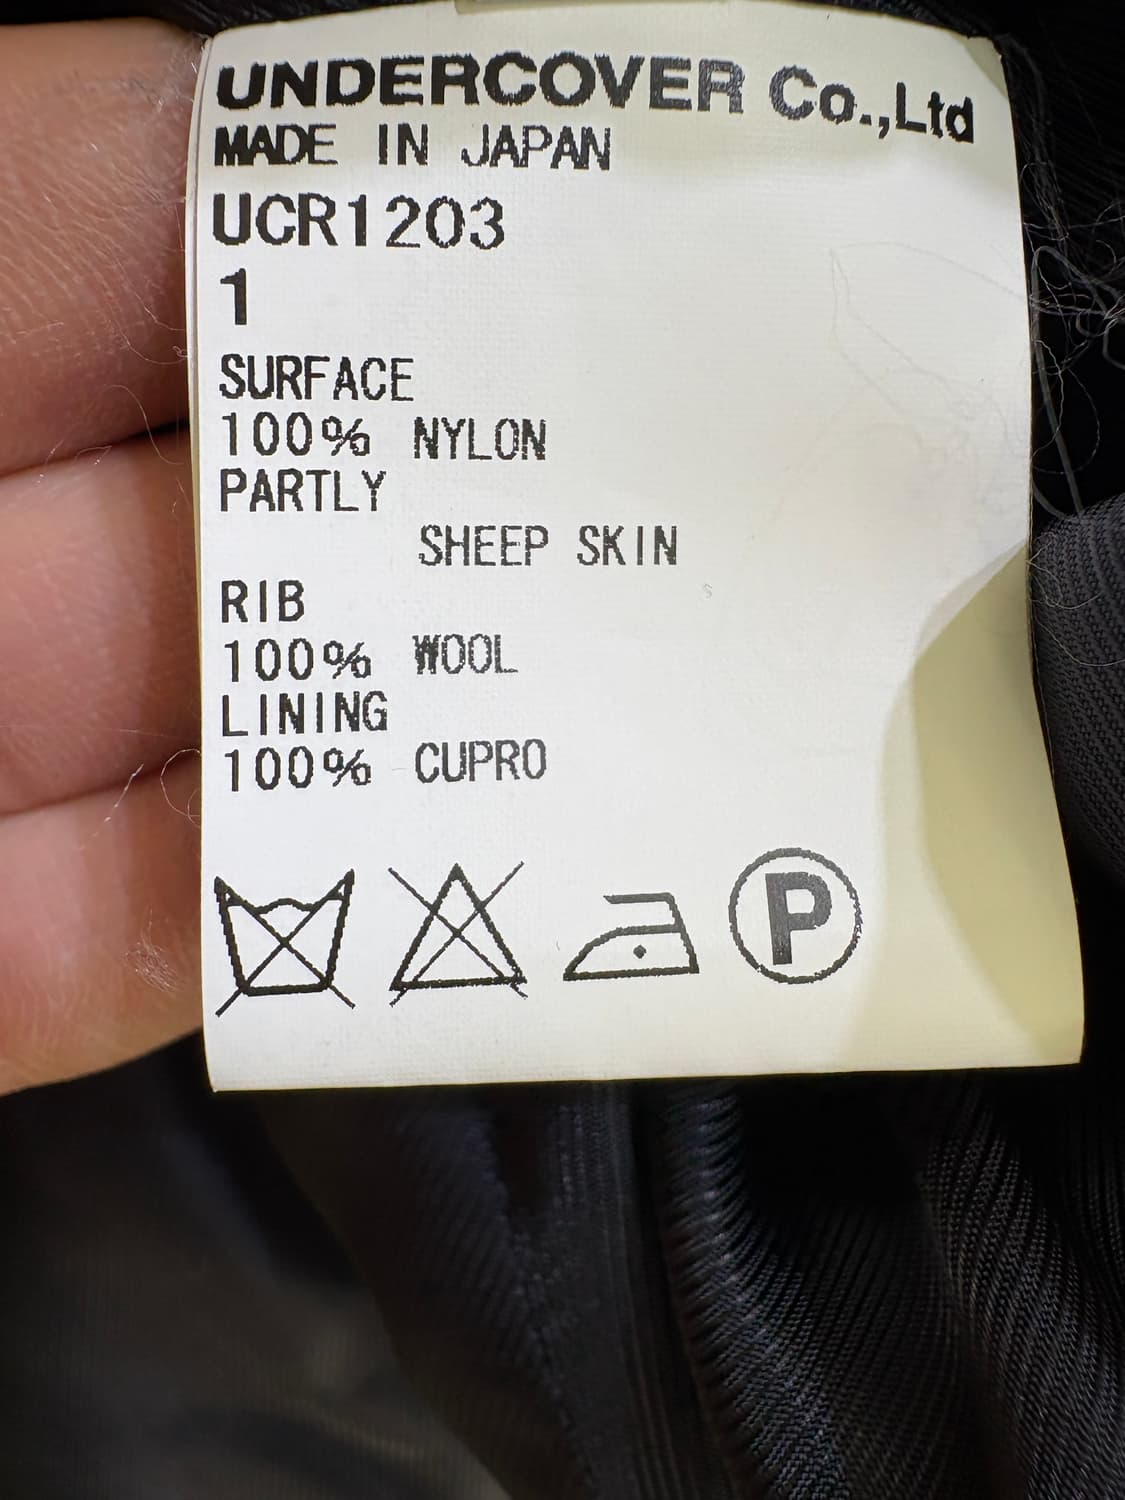 UNDERCOVER Co.,Ltd
MADE IN JAPAN
UCR1203
1
SURFACE
100% NYLON
PARTLY
SHEEP SKIN
RIB
100% WOOL
LINING
100% CUPRO
P